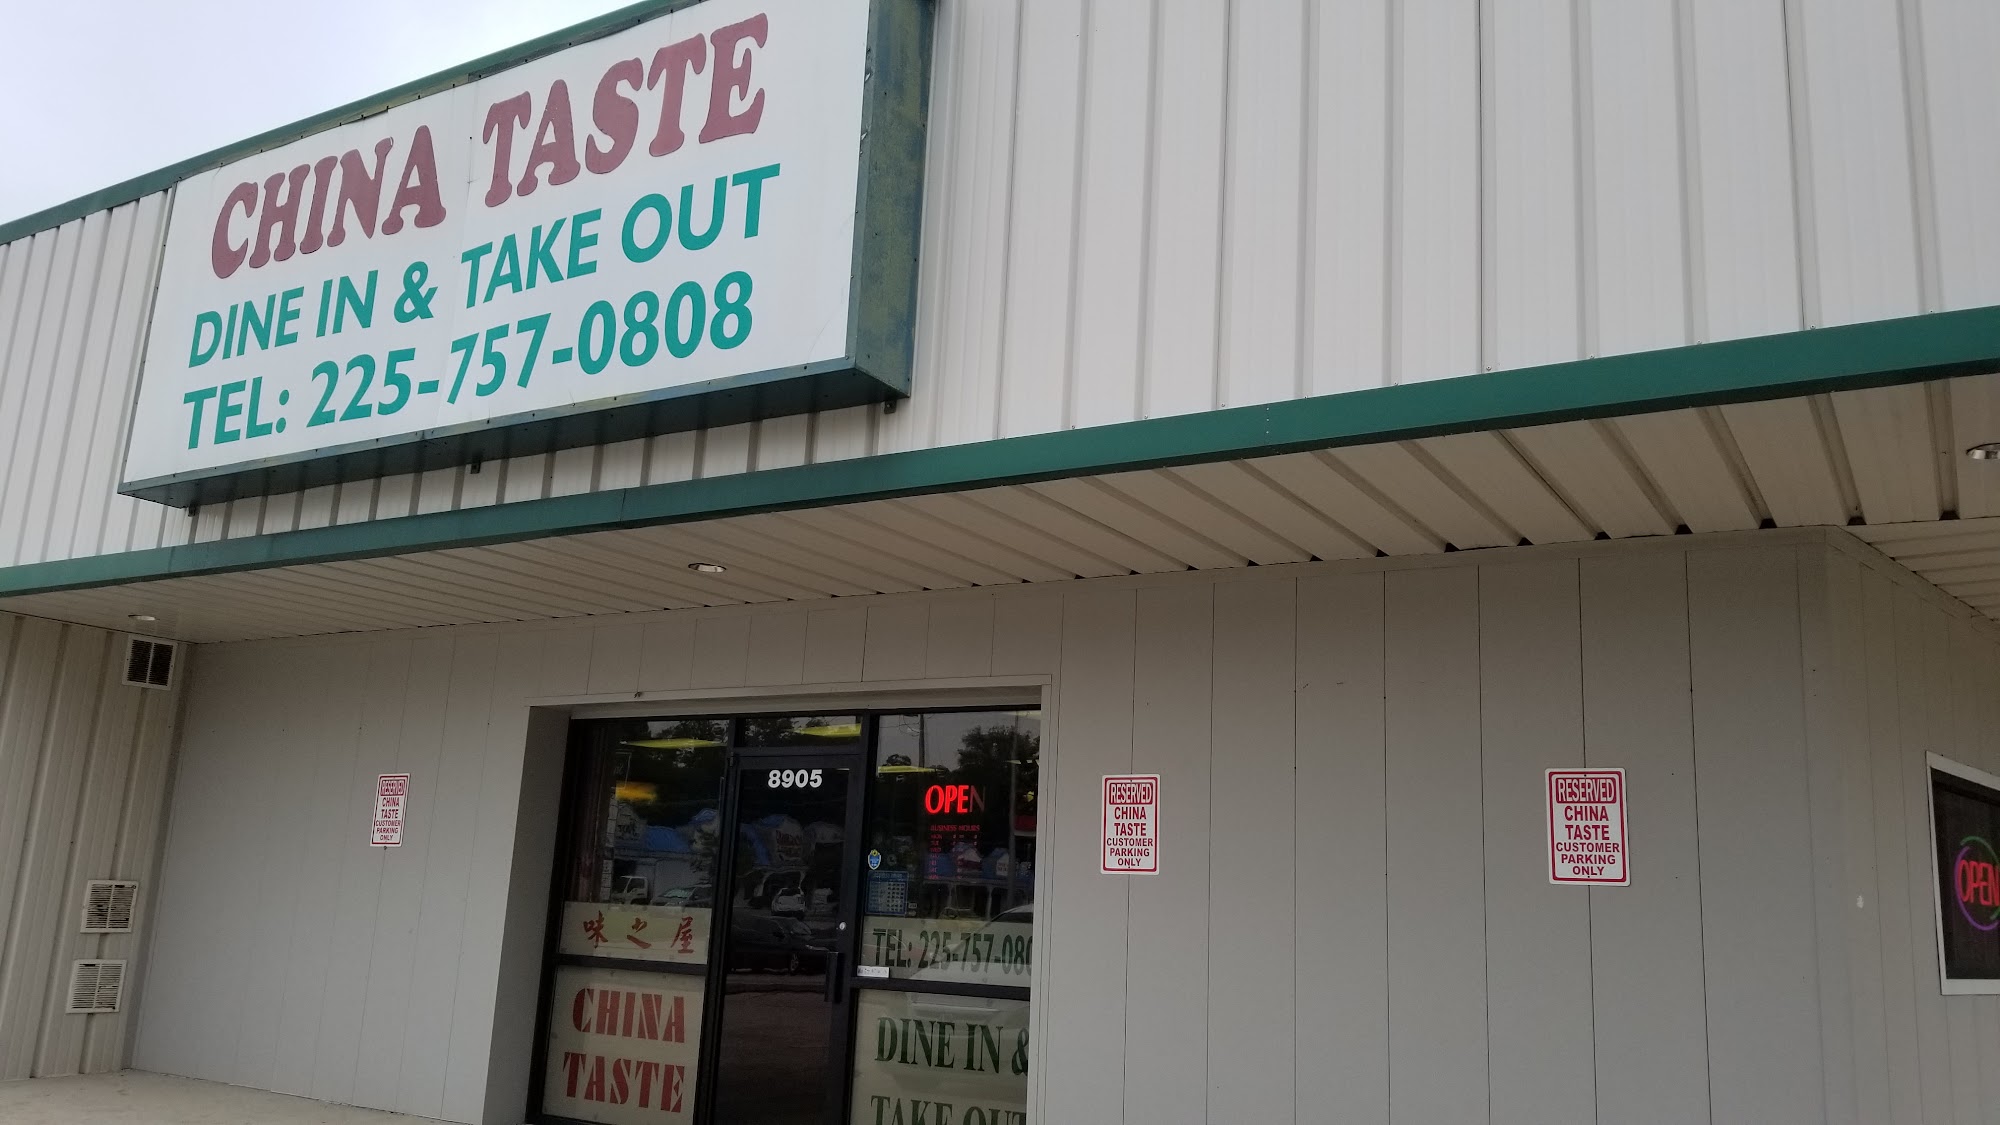 CHINA TASTE
DINE IN & TAKE OUT
TEL: 225-757-0808
8905
OPEN
BUSINESS HOURS
RESERVED
CHINA
TASTE
CUSTOMER
PARKING
ONLY
RESERVED
CHINA
TASTE
CUSTOMER
PARKING
ONLY
RESERVED
CHINA
TASTE
CUSTOMER
PARKING
ONLY
OPEN
味之屋
CHINA
TASTE
TEL: 225-757-080
DINE IN &
TAKE OUT